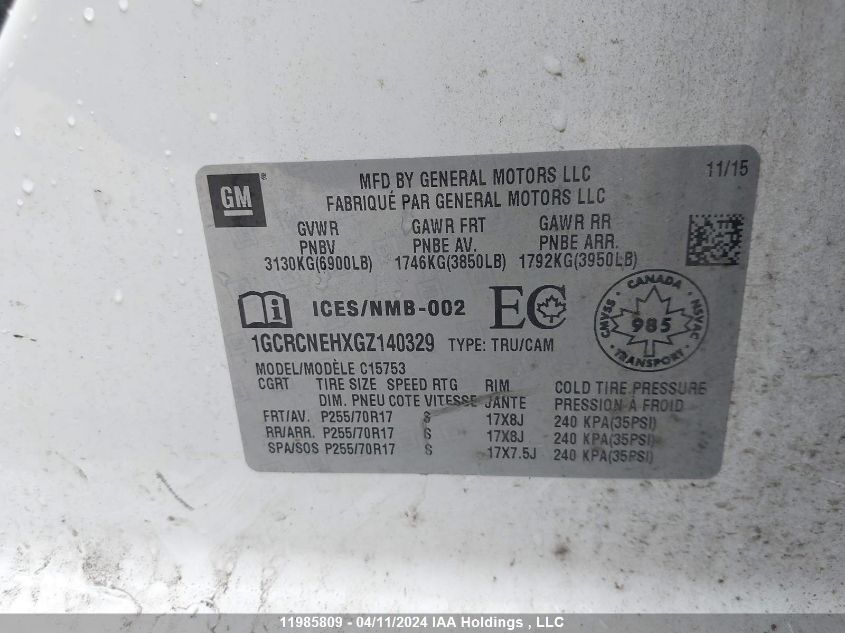 GM ®
MFD BY GENERAL MOTORS LLC 11/15
FABRIQUÉ PAR GENERAL MOTORS LLC
GVWR GAWR FRT GAWR RR
PNBV PNBE AV. PNBE ARR.
3130KG(6900LB) 1746KG(3850LB) 1792KG(3950LB)
i ICES/NMB-002 EC
CANADA
CMVSS 985 NSVAC
TRANSPORT
1GCRCNEHXGZ140329 TYPE: TRU/CAM
MODEL/MODÈLE C15753
CGRT TIRE SIZE SPEED RTG RIM COLD TIRE PRESSURE
DIM. PNEU COTE VITESSE JANTE PRESSION À FROID
FRT/AV. P255/70R17 S 17X8J 240 KPA(35PSI)
RR/ARR. P255/70R17 S 17X8J 240 KPA(35PSI)
SPA/SOS P255/70R17 S 17X7.5J 240 KPA(35PSI)
11985809 - 04/11/2024 IAA Holdings , LLC